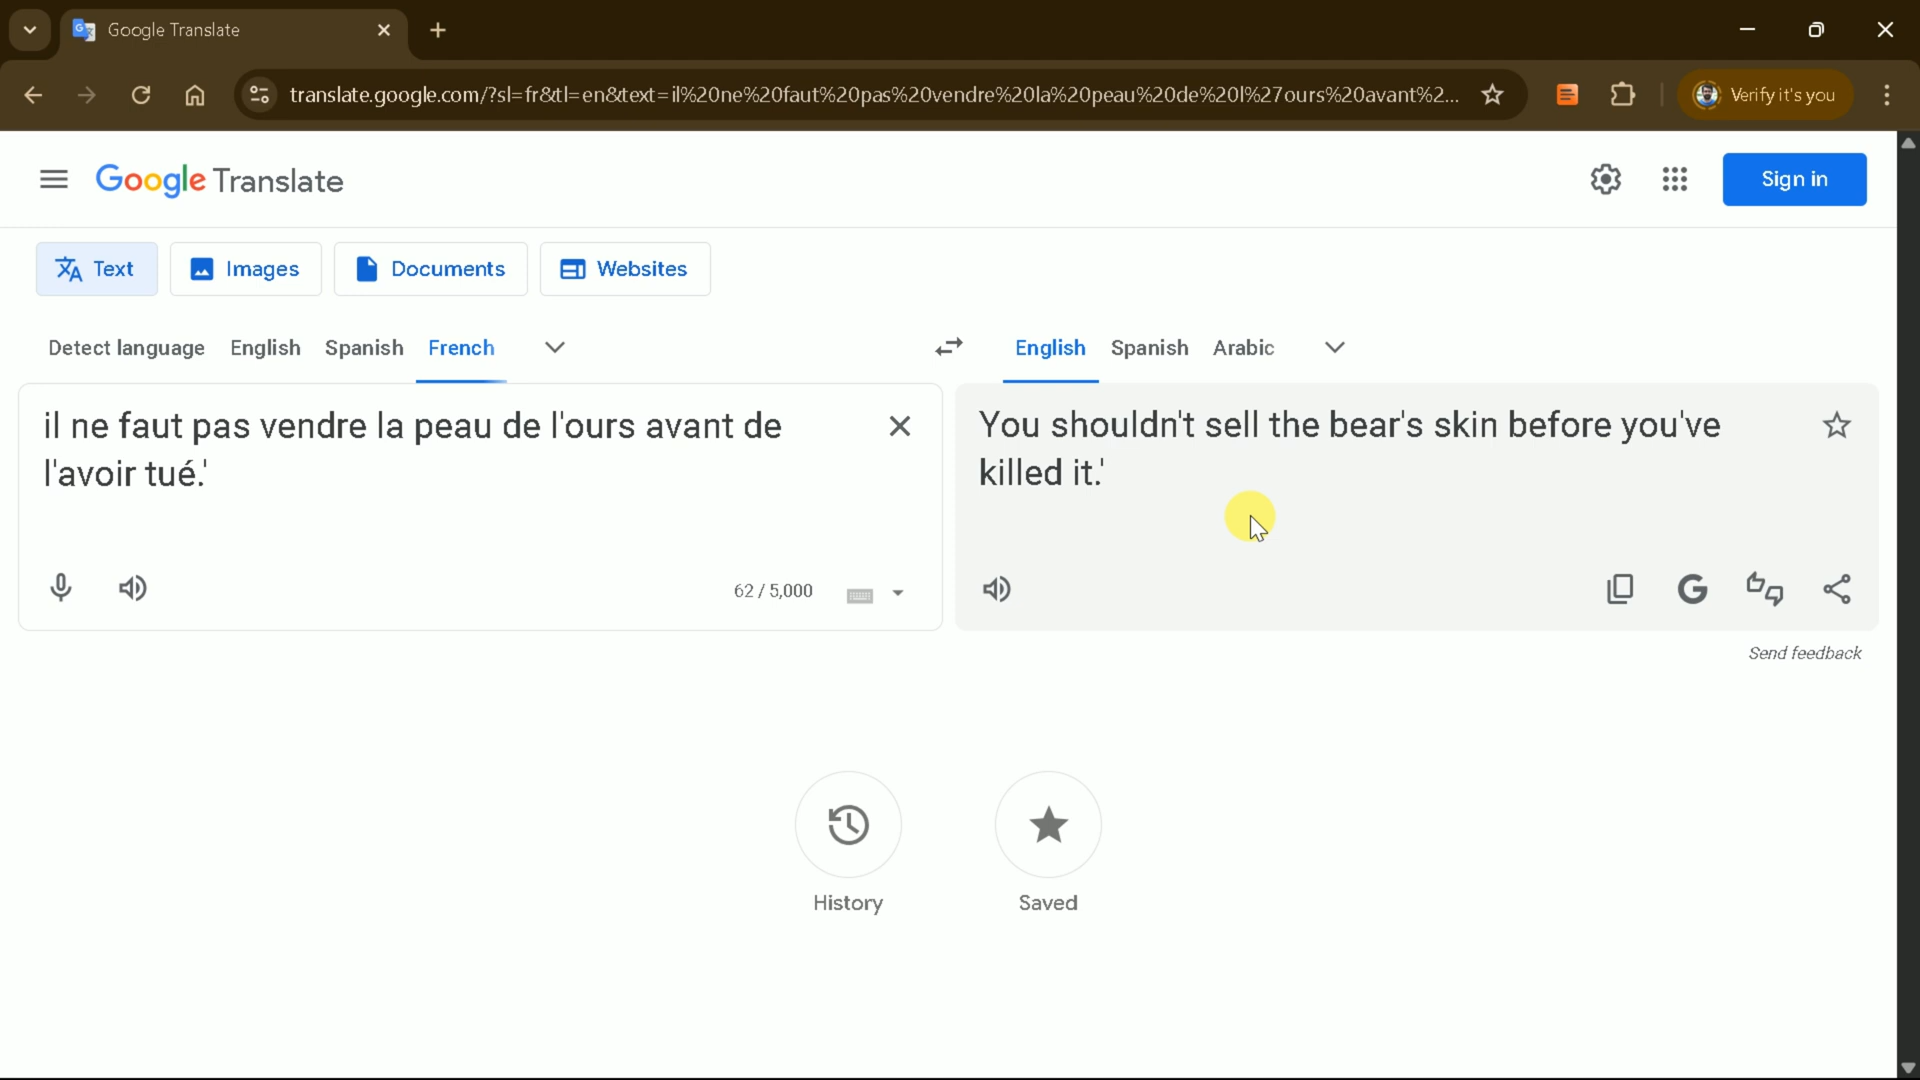 Google Translate
translate.google.com/?sl=fr&tl=en&text=il%20ne%20faut%20pas%20vendre%20la%20peau%20de%20l%27ours%20avant%2...
Verify it's you
Google Translate
Sign in
Text Images Documents Websites
Detect language English Spanish French
English Spanish Arabic
il ne faut pas vendre la peau de l'ours avant de
l'avoir tué.'
You shouldn't sell the bear's skin before you've
killed it.'
62 / 5,000
Send feedback
History
Saved